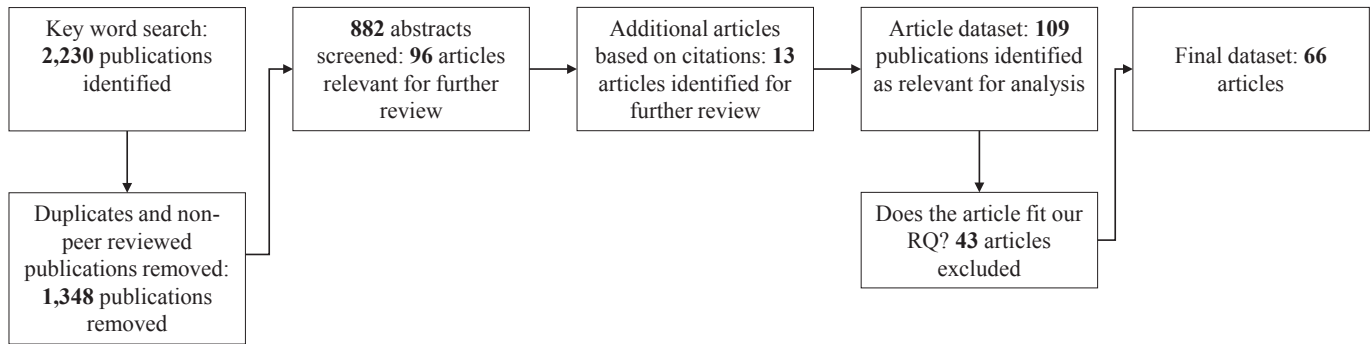 Key word search:
2,230 publications
identified
Duplicates and non-
peer reviewed
publications removed:
1,348 publications
removed
882 abstracts
screened: 96 articles
relevant for further
review
Additional articles
based on citations: 13
articles identified for
further review
Article dataset: 109
publications identified
as relevant for analysis
Does the article fit our
RQ? 43 articles
excluded
Final dataset: 66
articles